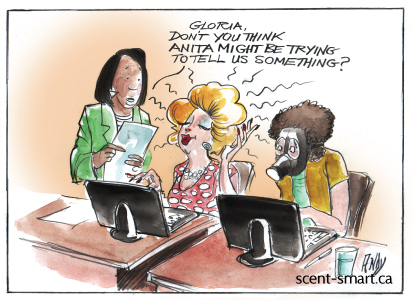 GLORIA,
DON'T YOU THINK
ANITA MIGHT BE TRYING
TO TELL US SOMETHING?
scent-smart.ca